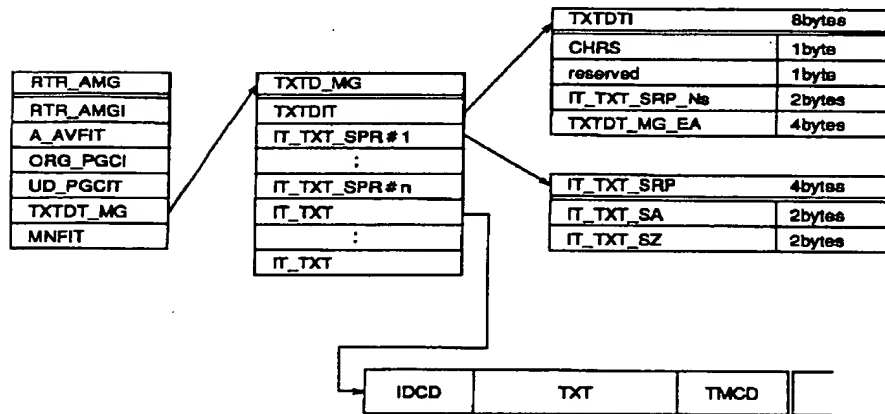 RTR_AMG
RTR_AMGI
A_AVFIT
ORG_PGCI
UD_PGCIT
TXTDT_MG
MNFIT
TXTD_MG
TXTDIT
IT_TXT_SPR#1
:
IT_TXT_SPR#n
IT_TXT
:
IT_TXT
TXTDTI 8bytes
CHRS 1byte
reserved 1byte
IT_TXT_SRP_Ns 2bytes
TXTDT_MG_EA 4bytes
IT_TXT_SRP 4bytes
IT_TXT_SA 2bytes
IT_TXT_SZ 2bytes
IDCD TXT TMCD